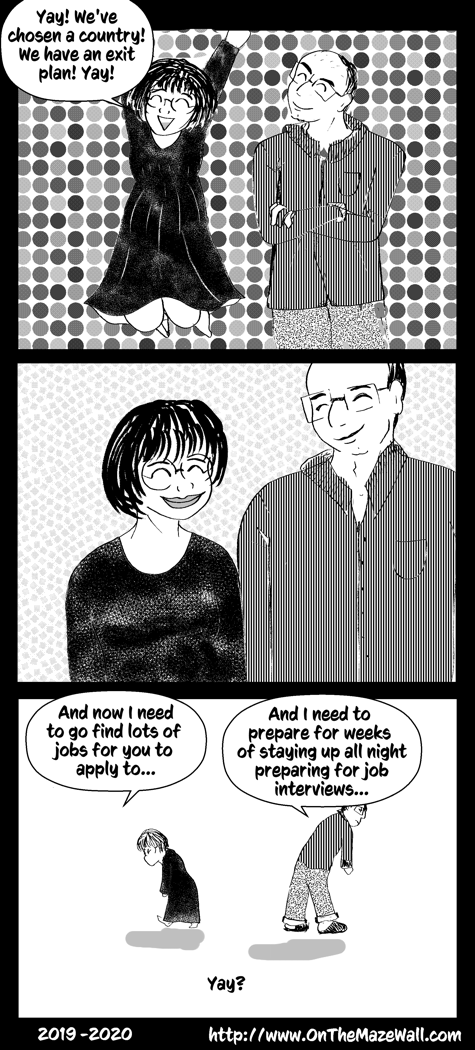 Yay! We've
chosen a country!
We have an exit
plan! Yay!
And now I need
to go find lots of
jobs for you to
apply to...
And I need to
prepare for weeks
of staying up all night
preparing for job
interviews...
Yay?
2019 -2020
http://www.OnTheMazeWall.com